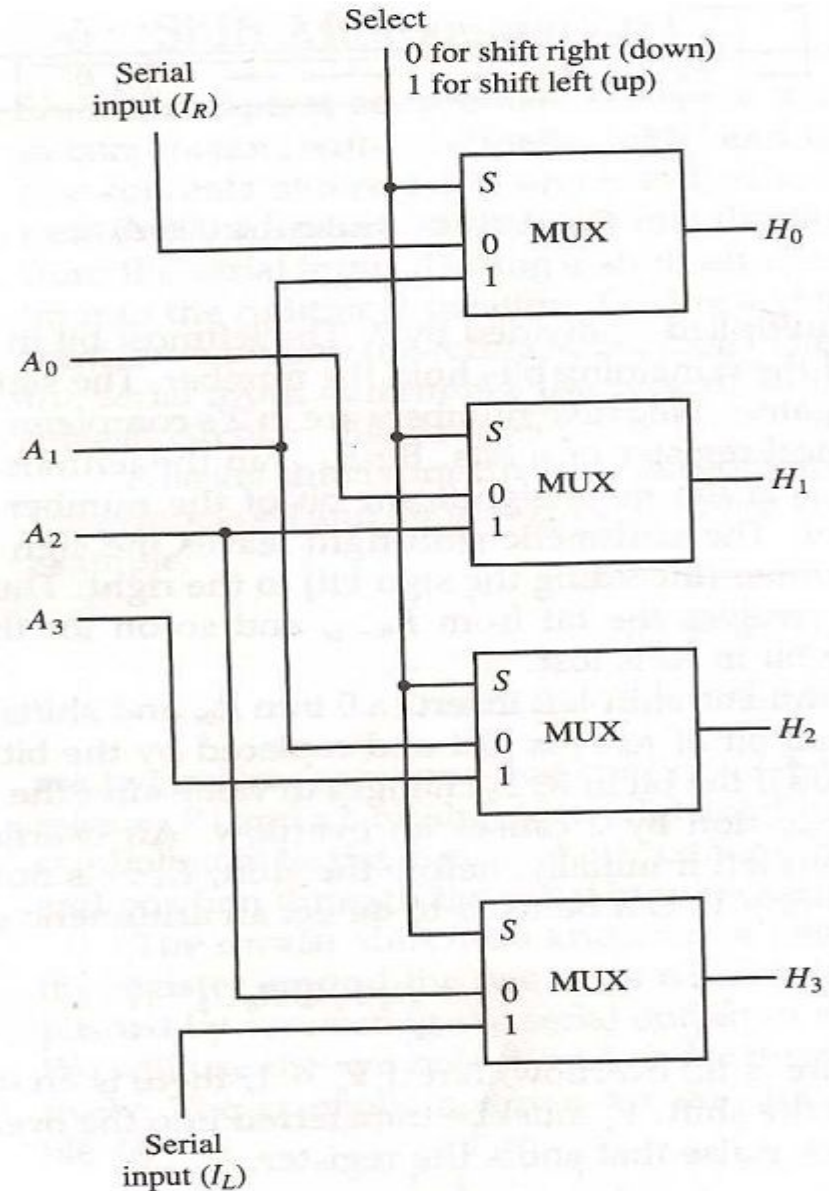 Select
0 for shift right (down)
1 for shift left (up)
Serial
input (I_R)
S
MUX
H_0
0
1
A_0
S
A_1
0
MUX
H_1
A_2
1
A_3
S
MUX
H_2
0
1
S
MUX
H_3
0
1
Serial
input (I_L)